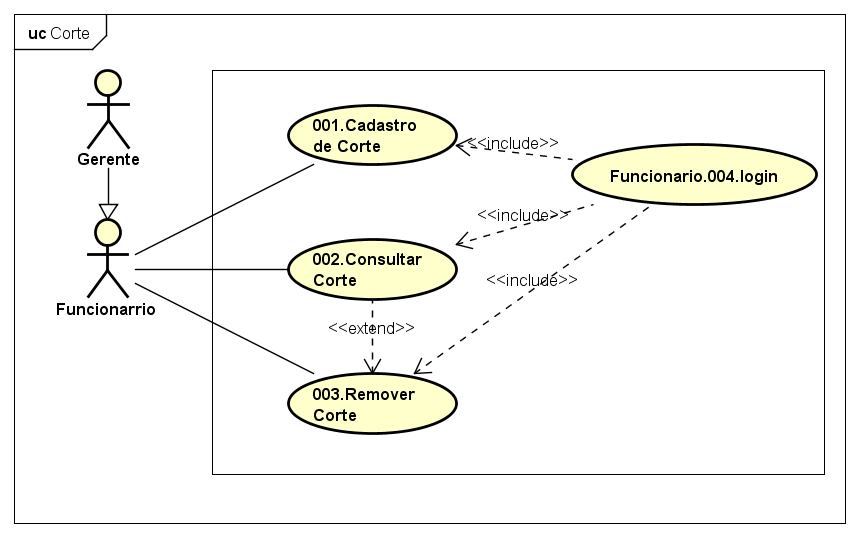 uc Corte
Gerente
Funcionarrio
001.Cadastro
de Corte
<<include>>
Funcionario.004.login
<<include>>
002.Consultar
Corte
<<include>>
<<extend>>
003.Remover
Corte